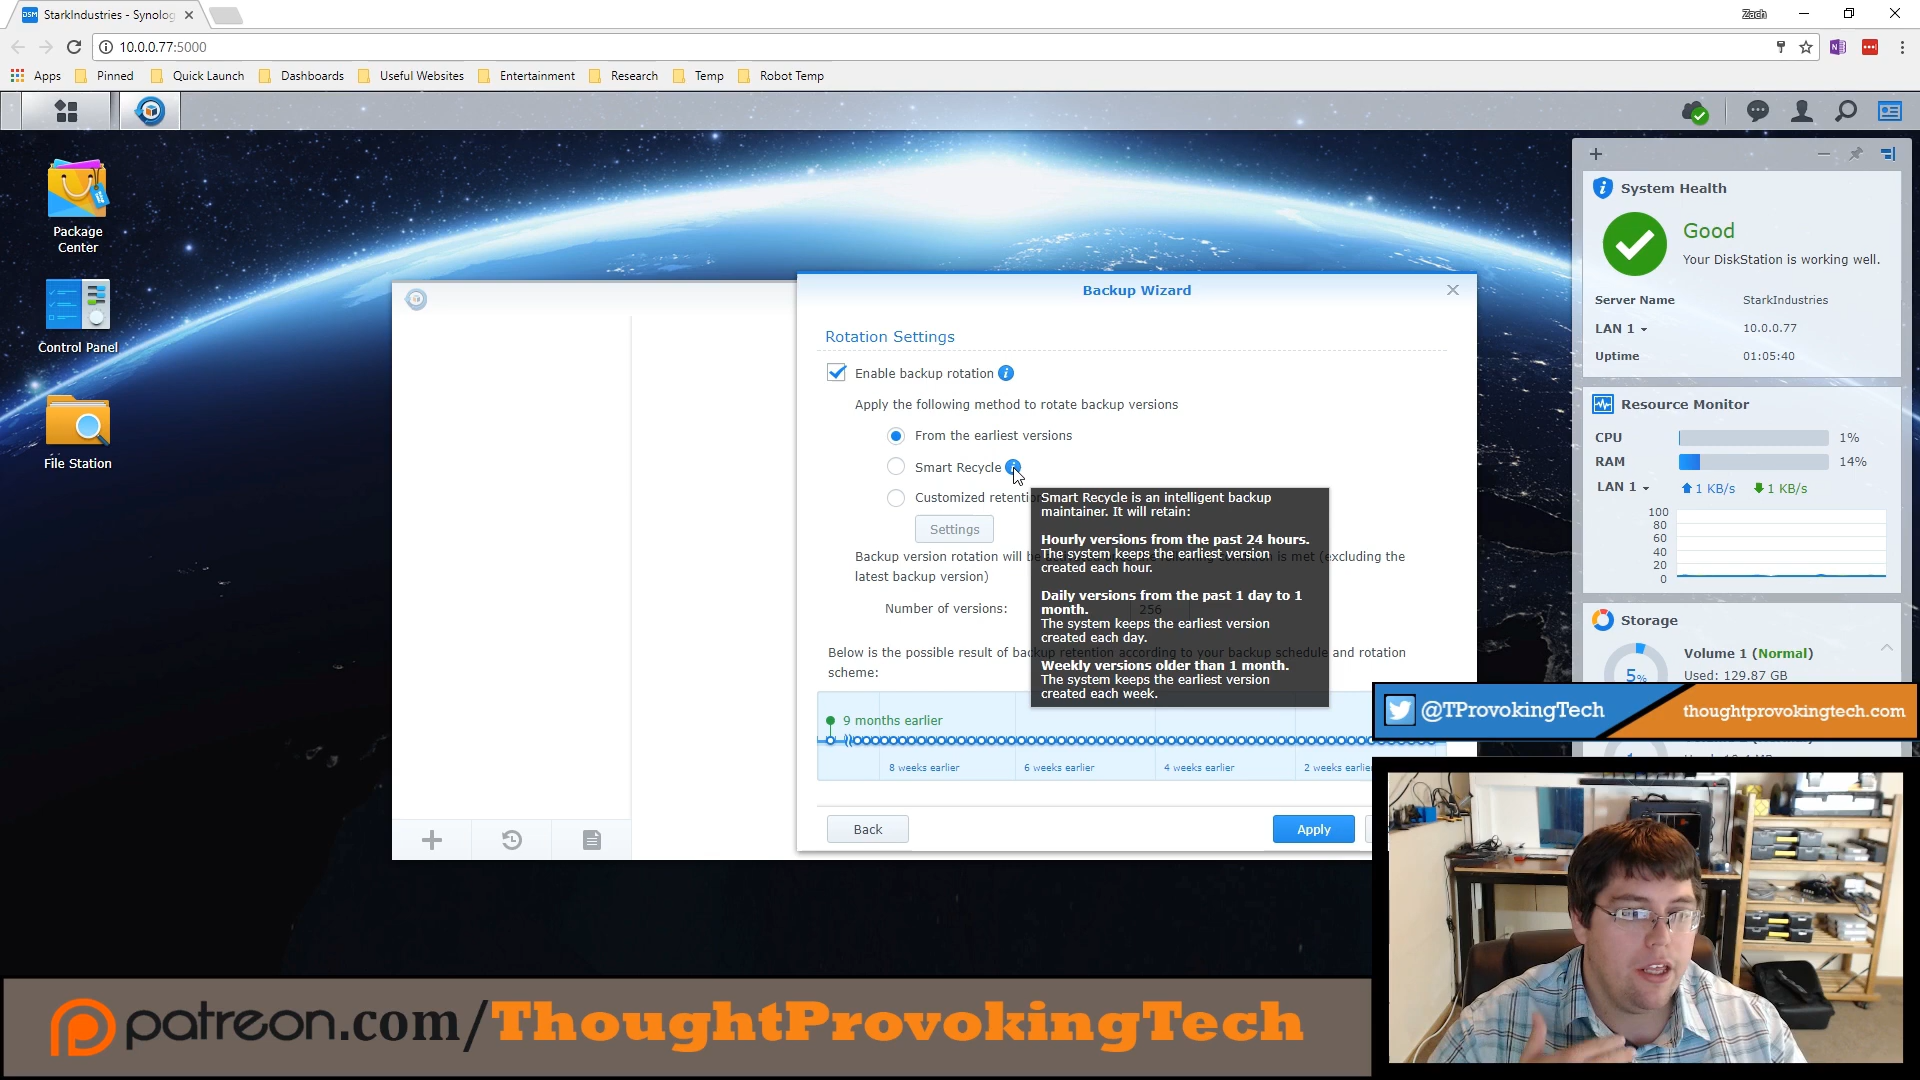 StarkIndustries - Synolog
Zach
10.0.0.77:5000
Apps
Pinned
Quick Launch
Dashboards
Useful Websites
Entertainment
Research
Temp
Robot Temp
Package
Center
Control Panel
File Station
Backup Wizard
Rotation Settings
Enable backup rotation
Apply the following method to rotate backup versions
From the earliest versions
Smart Recycle
Customized retentio
Settings
Backup version rotation will be
is met (excluding the
latest backup version)
Number of versions:
256
Below is the possible result of backup retention according to your backup schedule and rotation
scheme:
Smart Recycle is an intelligent backup
maintainer. It will retain:
Hourly versions from the past 24 hours.
The system keeps the earliest version
created each hour.
Daily versions from the past 1 day to 1
month.
The system keeps the earliest version
created each day.
Weekly versions older than 1 month.
The system keeps the earliest version
created each week.
9 months earlier
8 weeks earlier
6 weeks earlier
4 weeks earlier
2 weeks earlie
Back
Apply
System Health
Good
Your DiskStation is working well.
Server Name
StarkIndustries
LAN 1
10.0.0.77
Uptime
01:05:40
Resource Monitor
CPU
1%
RAM
14%
LAN 1
1 KB/s
1 KB/s
100
80
60
40
20
0
Storage
5%
Volume 1 (Normal)
Used: 129.87 GB
@TProvokingTech
thoughtprovokingtech.com
patreon.com/ThoughtProvokingTech